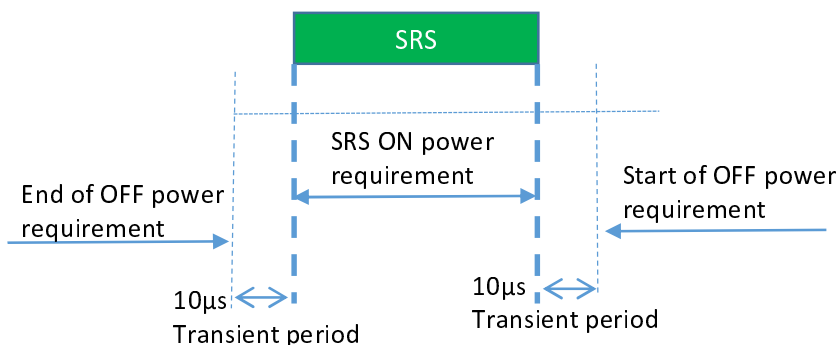 SRS
SRS ON power
requirement
End of OFF power
requirement
Start of OFF power
requirement
10µs
Transient period
10µs
Transient period